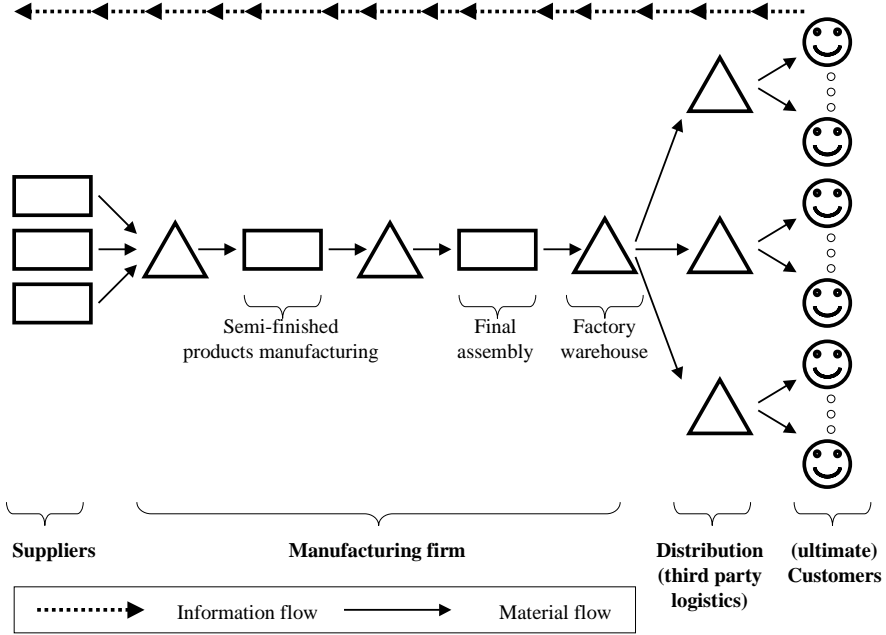 Semi-finished
products manufacturing
Final
assembly
Factory
warehouse
Suppliers
Manufacturing firm
Distribution
(third party
logistics)
(ultimate)
Customers
Information flow
Material flow